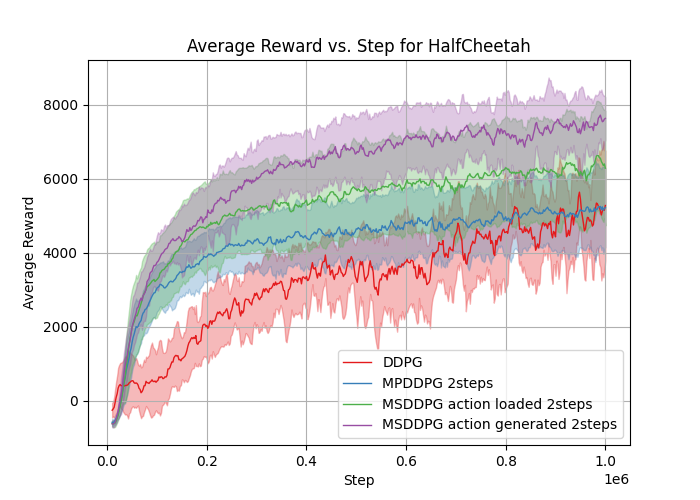 Average Reward vs. Step for HalfCheetah
Average Reward
8000
6000
4000
2000
0
DDPG
MPDDPG 2steps
MSDDPG action loaded 2steps
MSDDPG action generated 2steps
0.0 0.2 0.4 0.6 0.8 1.0
1e6
Step